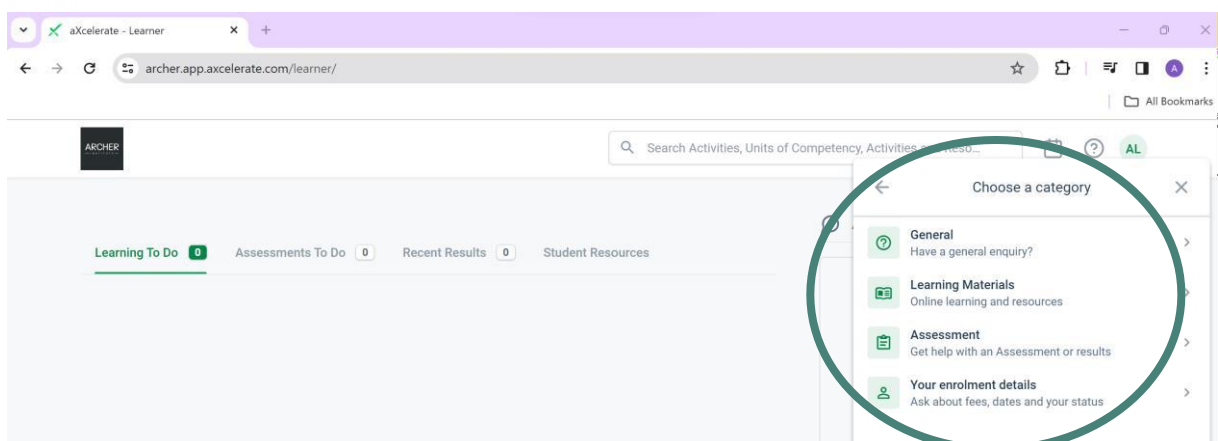 aXcelerate - Learner
archer.app.axcelerate.com/learner/
A
All Bookmarks
ARCHER
Search Activities, Units of Competency, Activities
AL
Choose a category
Learning To Do 0 Assessments To Do 0 Recent Results 0 Student Resources
General
Have a general enquiry?
Learning Materials
Online learning and resources
Assessment
Get help with an Assessment or results
Your enrolment details
Ask about fees, dates and your status